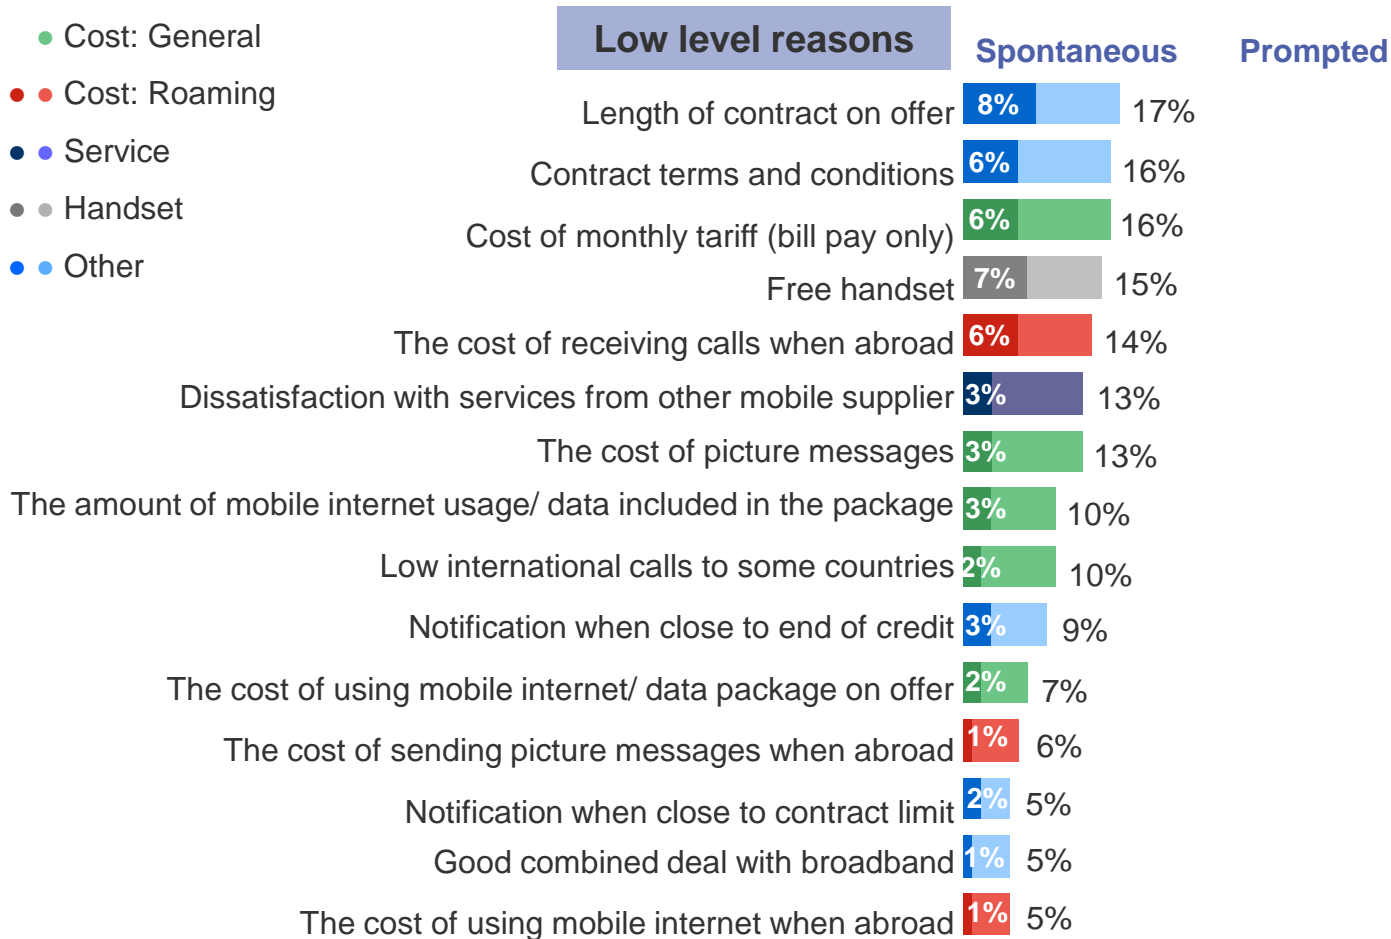 Cost: General
Cost: Roaming
Service
Handset
Other
Low level reasons
Spontaneous Prompted
Length of contract on offer 8% 17%
Contract terms and conditions 6% 16%
Cost of monthly tariff (bill pay only) 6% 16%
Free handset 7% 15%
The cost of receiving calls when abroad 6% 14%
Dissatisfaction with services from other mobile supplier 3% 13%
The cost of picture messages 3% 13%
The amount of mobile internet usage/ data included in the package 3% 10%
Low international calls to some countries 2% 10%
Notification when close to end of credit 3% 9%
The cost of using mobile internet/ data package on offer 2% 7%
The cost of sending picture messages when abroad 1% 6%
Notification when close to contract limit 2% 5%
Good combined deal with broadband 1% 5%
The cost of using mobile internet when abroad 1% 5%